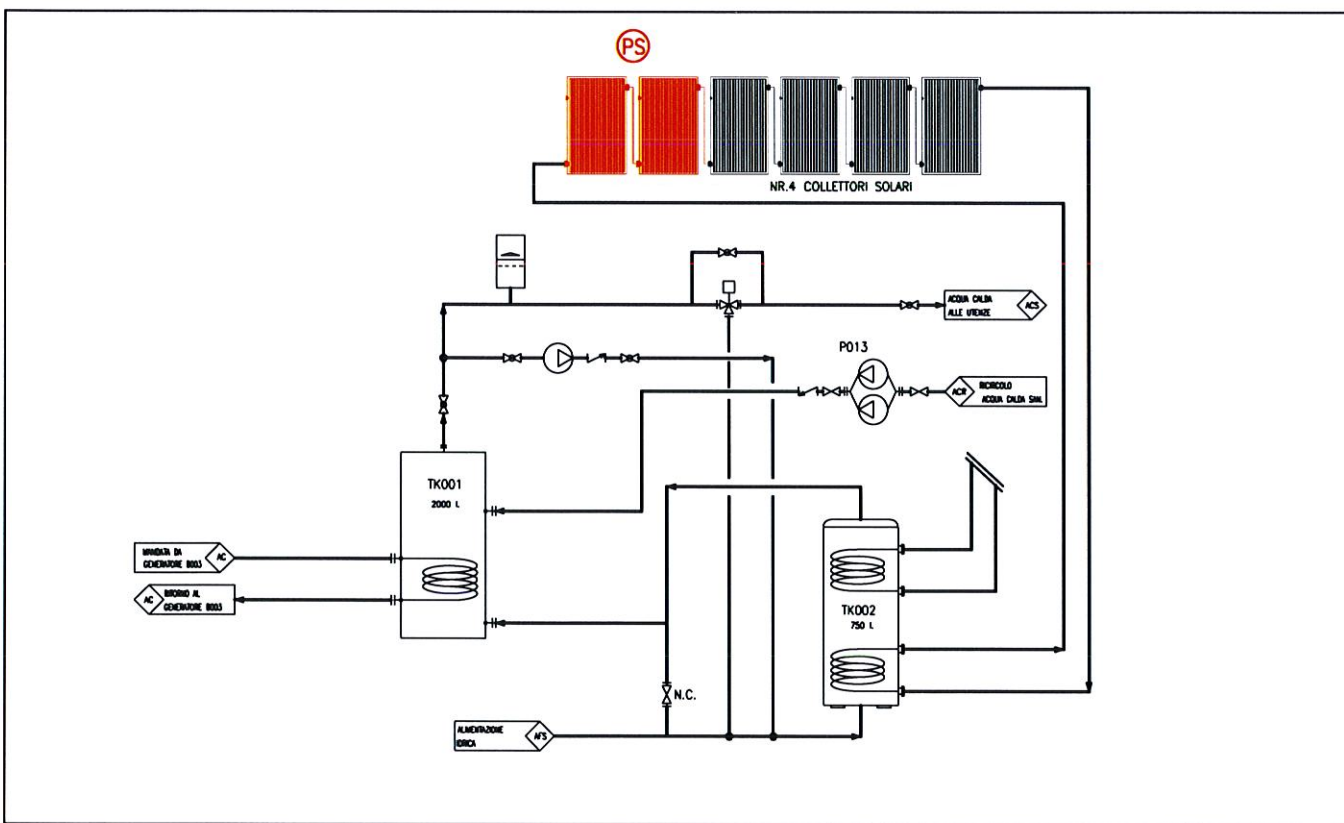 PS
NR.4 COLLETTORI SOLARI
ACQUA CALDA
ALLE UTENZE
ACS
P013
ACR
RICIRCOLO
ACQUA CALDA SAN.
TK001
2000 L
MANDATA DA
GENERATORE B003
AC
AC
RITORNO AL
GENERATORE B003
TK002
750 L
N.C.
ALIMENTAZIONE
IDRICA
AFS